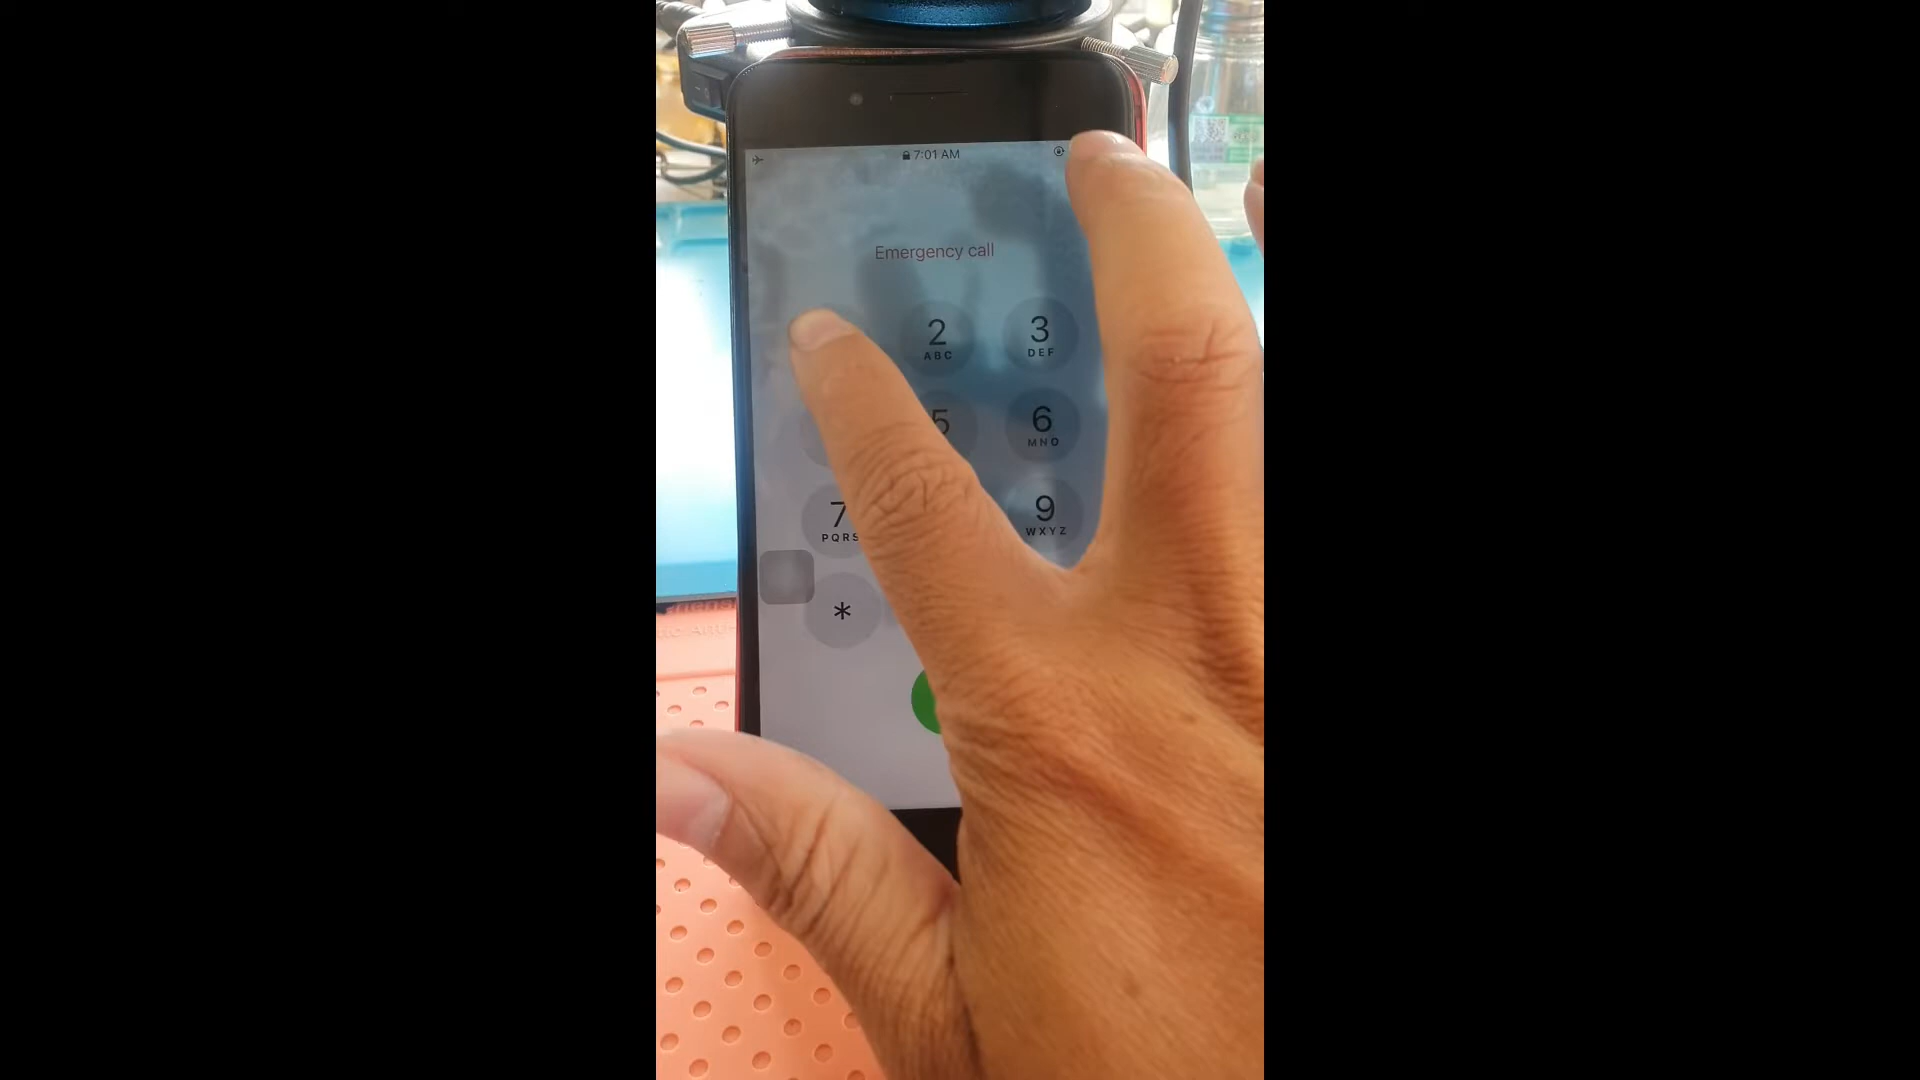 7:01 AM
Emergency call
2
ABC
3
DEF
5
6
MNO
7
PQRS
9
WXYZ
*